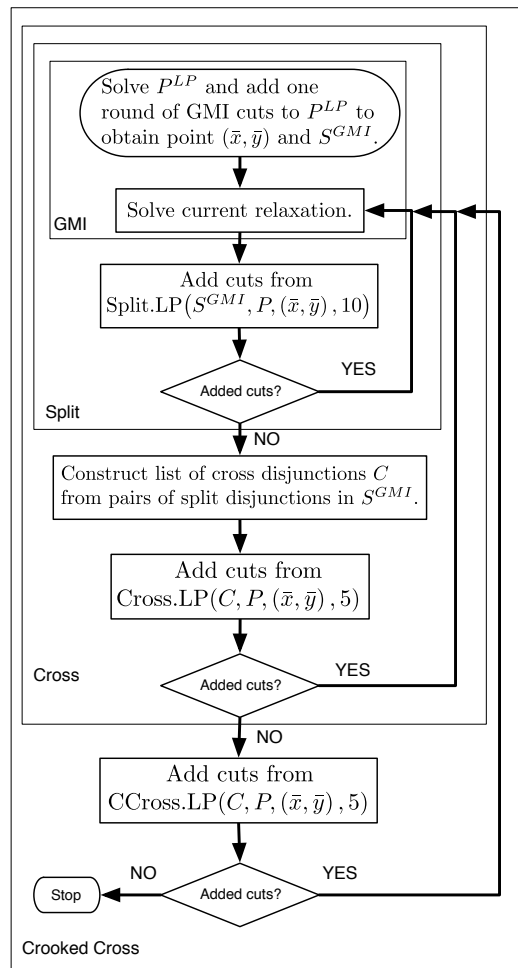 Solve P^{LP} and add one
round of GMI cuts to P^{LP} to
obtain point (x̄, ȳ) and S^{GMI}.
Solve current relaxation.
GMI
Add cuts from
Split.LP(S^{GMI}, P, (x̄, ȳ), 10)
Added cuts?
YES
Split
NO
Construct list of cross disjunctions C
from pairs of split disjunctions in S^{GMI}.
Add cuts from
Cross.LP(C, P, (x̄, ȳ), 5)
Added cuts?
YES
Cross
NO
Add cuts from
CCross.LP(C, P, (x̄, ȳ), 5)
NO
YES
Stop
Added cuts?
Crooked Cross